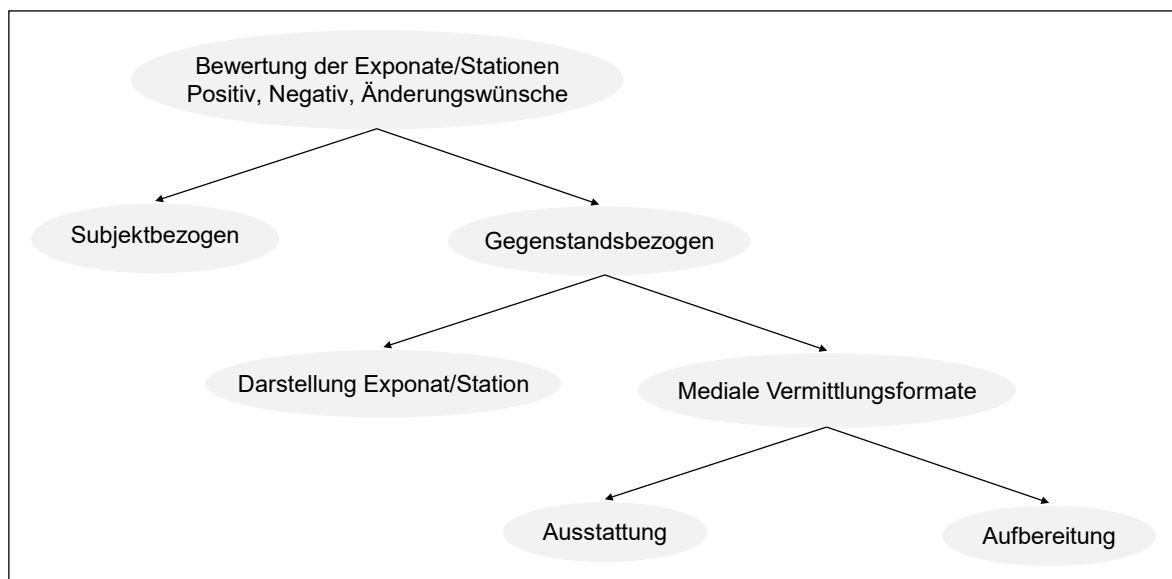 Bewertung der Exponate/Stationen
Positiv, Negativ, Änderungswünsche
Subjektbezogen
Gegenstandsbezogen
Darstellung Exponat/Station
Mediale Vermittlungsformate
Ausstattung
Aufbereitung